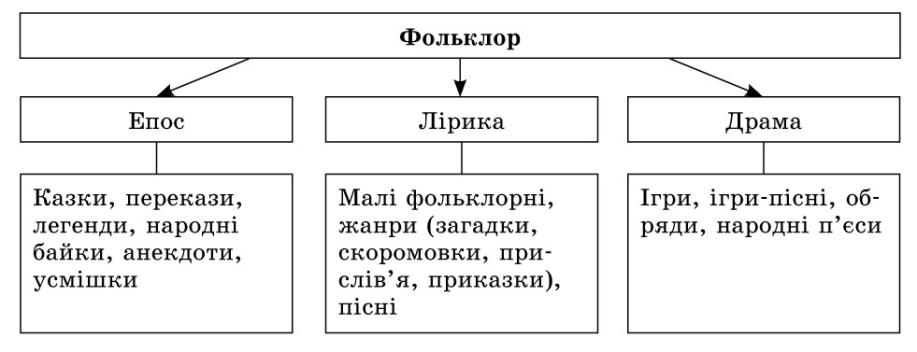 Фольклор
Епос
Лірика
Драма
Казки, перекази,
легенди, народні
байки, анекдоти,
усмішки
Малі фольклорні,
жанри (загадки,
скоромовки, при-
слів’я, приказки),
пісні
Ігри, ігри-пісні, об-
ряди, народні п’єси